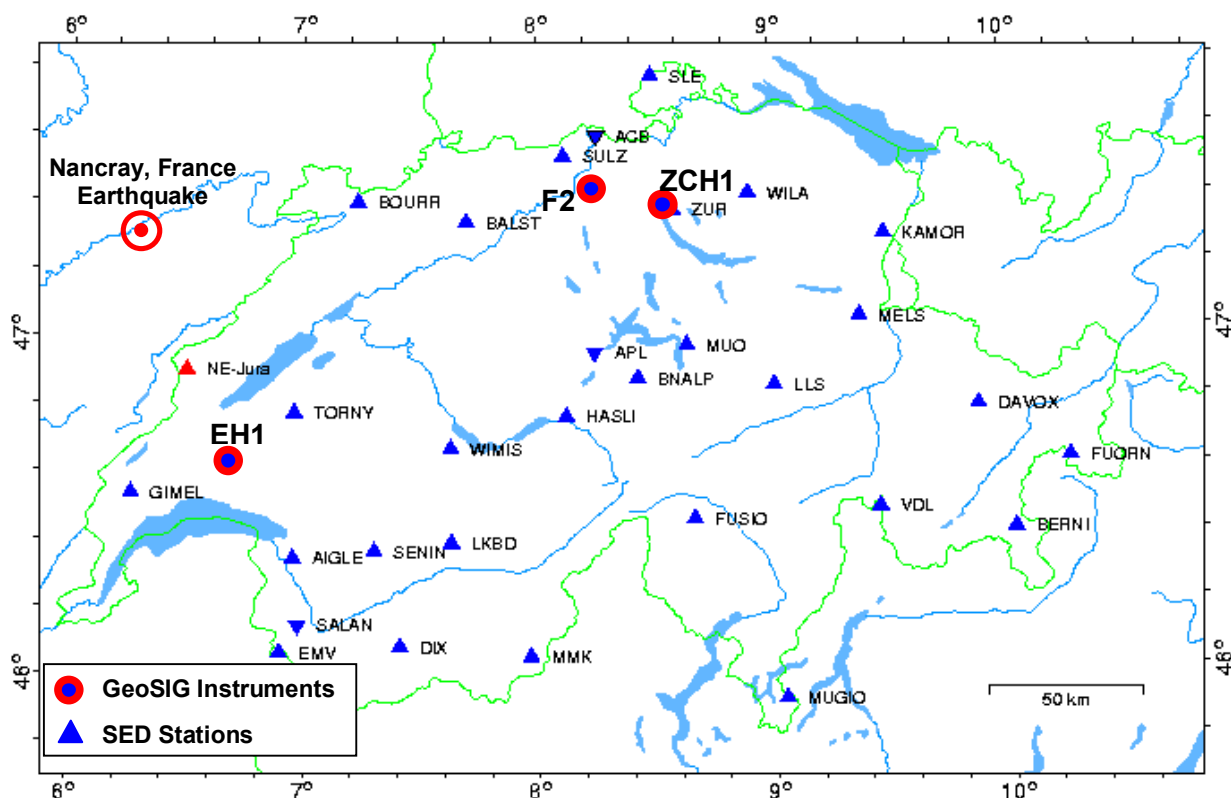 6° 7° 8° 9° 10°
SLE
ACB
SULZ
Nancray, France
Earthquake
ZCH1
F2
BOURR
WILA
ZUR
BALST
KAMOR
47° 47°
MELS
APL
MUO
NE-Jura
BNALP
LLS
DAVOX
TORNY
HASLI
EH1
WIMIS
FUORN
GIMEL
VDL
FUSIO
BERNI
AIGLE
SENIN
LKBD
SALAN
EMV
DIX
MMK
46° 46°
GeoSIG Instruments
50 km
MUGIO
SED Stations
6° 7° 8° 9° 10°